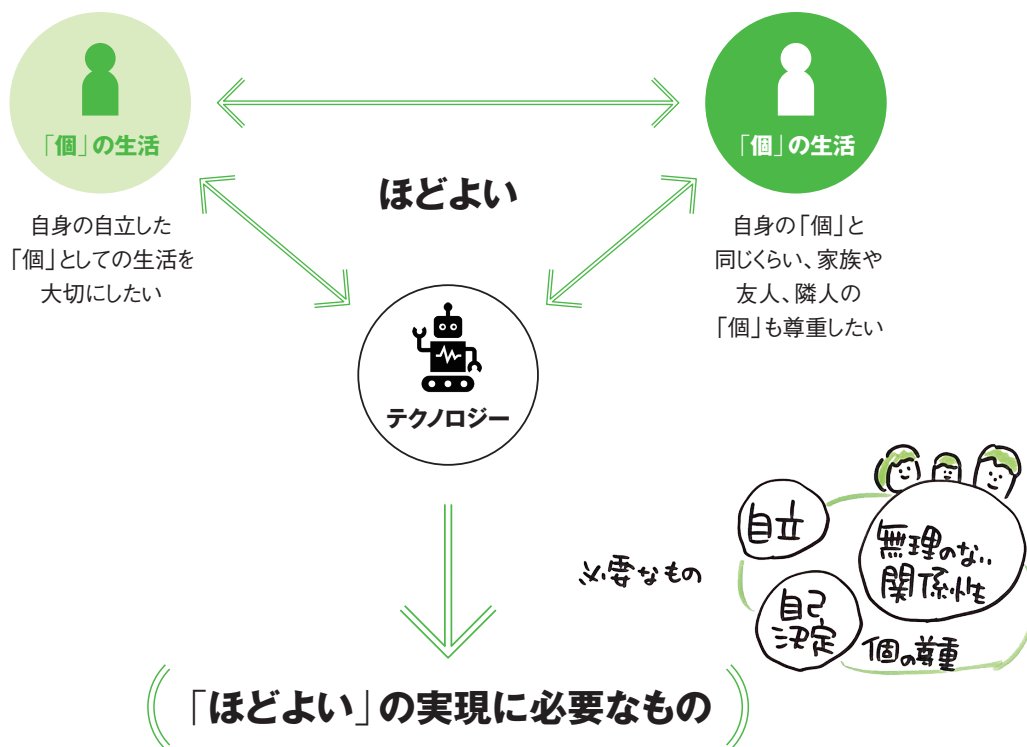 「個」の生活
自身の自立した
「個」としての生活を
大切にしたい
ほどよい
「個」の生活
自身の「個」と
同じくらい、家族や
友人、隣人の
「個」も尊重したい
テクノロジー
必要なもの
自立
無理のない
関係性
自己
決定
個の尊重
「ほどよい」の実現に必要なもの